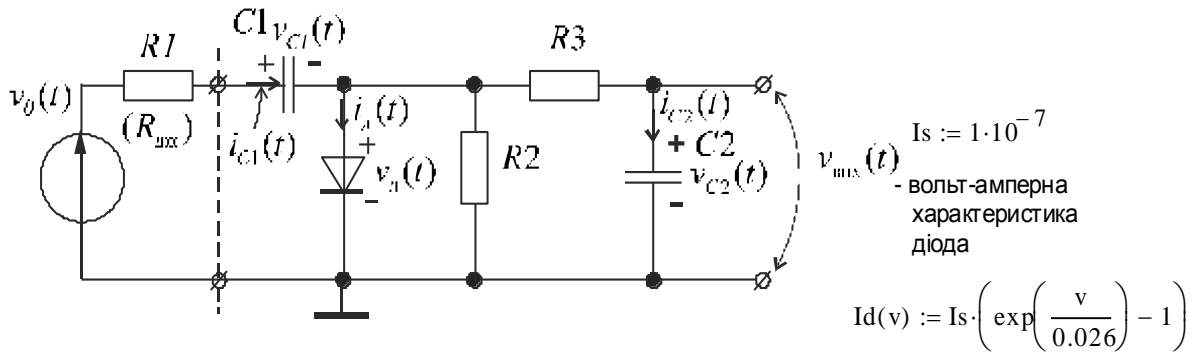 C1
v_C1(t)
R1
+
-
R3
v_0(t)
i_C1(t)
i_д(t)
+
v_д(t)
-
R2
i_C2(t)
+ C2
v_C2(t)
-
v_вих(t)
Is := 1·10^-7
- вольт-амперна
характеристика
діода
Id(v) := Is·(exp(v/0.026) - 1)